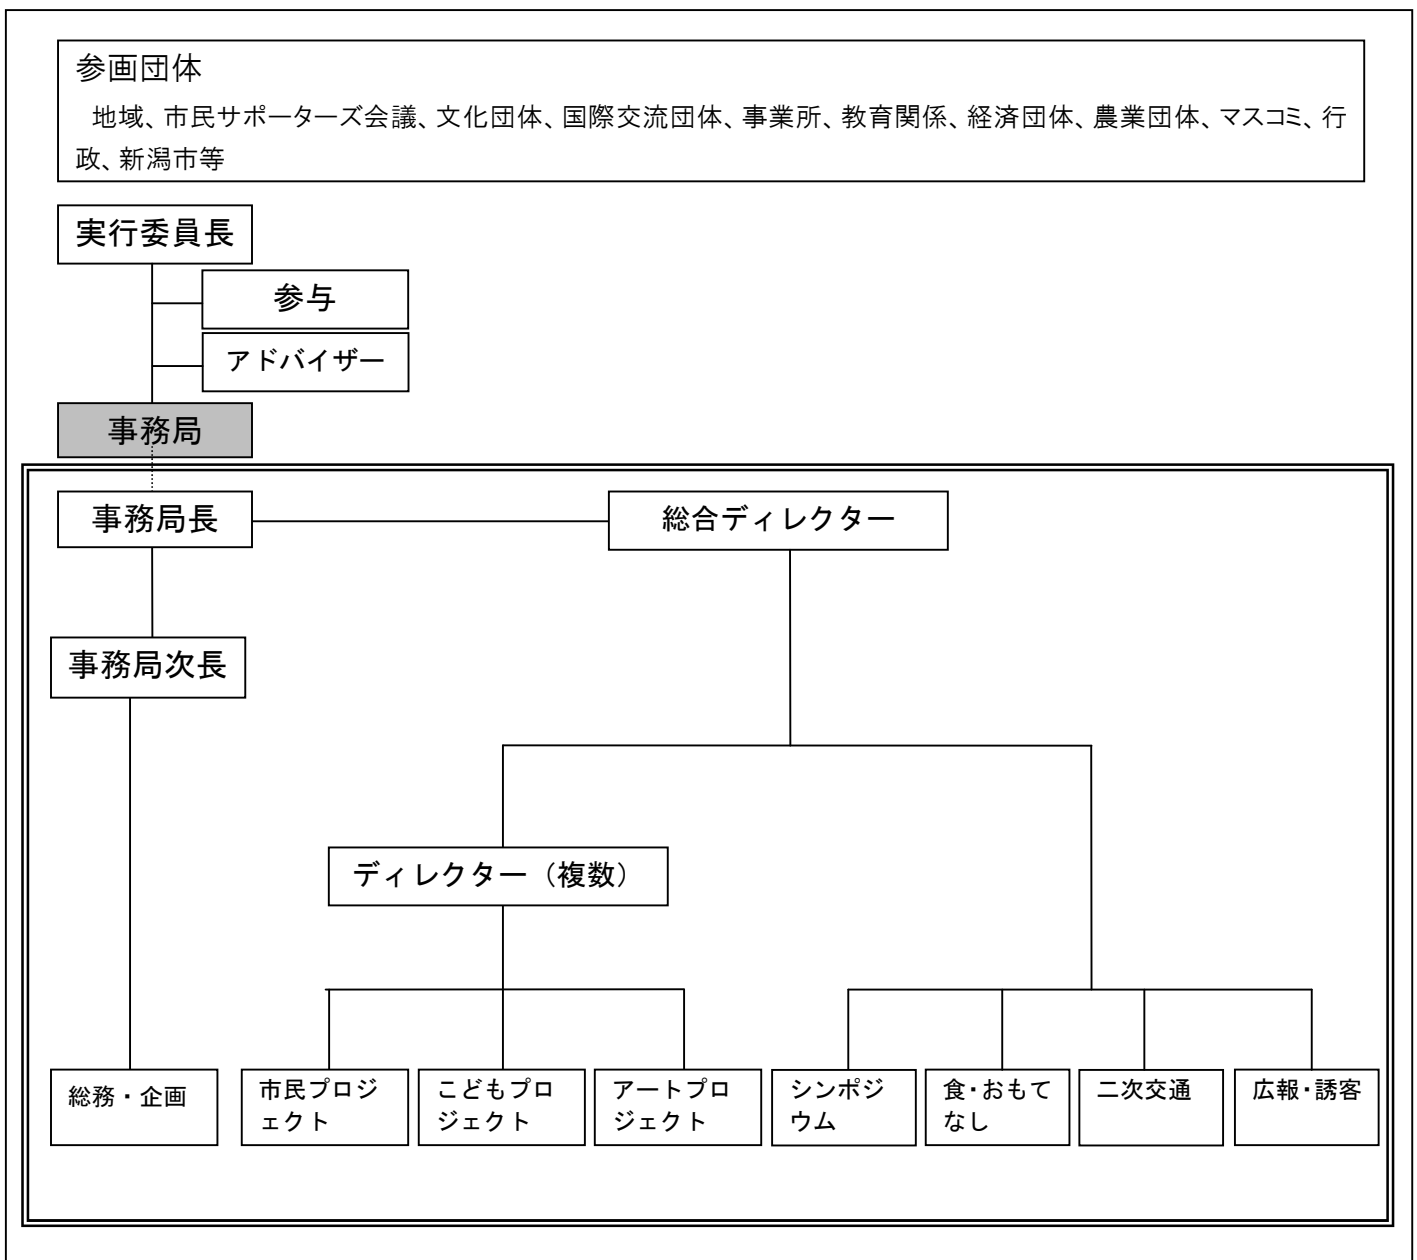 参画団体
地域、市民サポーターズ会議、文化団体、国際交流団体、事業所、教育関係、経済団体、農業団体、マスコミ、行
政、新潟市等
実行委員長
参与
アドバイザー
事務局
事務局長
総合ディレクター
事務局次長
ディレクター（複数）
総務・企画
市民プロジ
ェクト
こどもプロ
ジェクト
アートプロ
ジェクト
シンポジ
ウム
食・おもて
なし
二次交通
広報・誘客